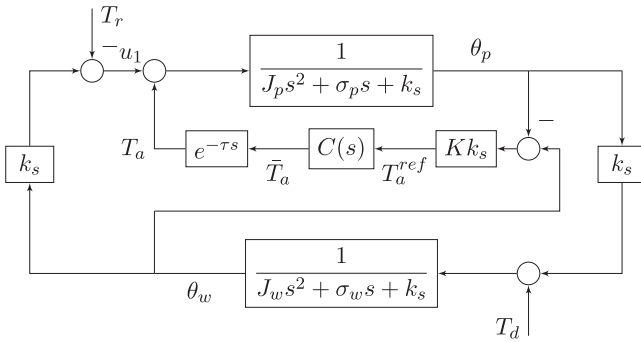 T_r
− u_1
1
J_p s^2 + σ_p s + k_s
θ_p
−
k_s
T_a
e^{−τs}
T̄_a
C(s)
T_a^{ref}
Kk_s
k_s
θ_w
1
J_w s^2 + σ_w s + k_s
T_d